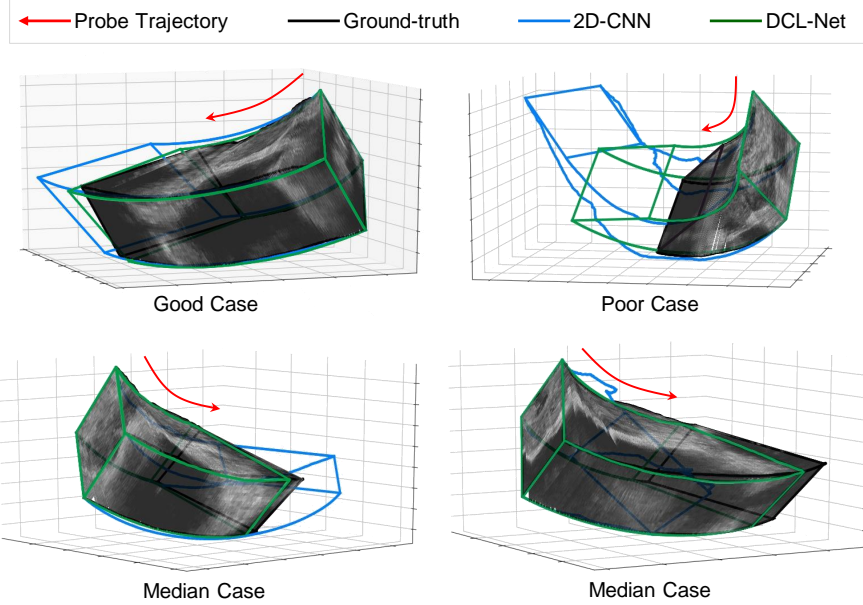 Probe Trajectory Ground-truth 2D-CNN DCL-Net
Good Case Poor Case
Median Case Median Case